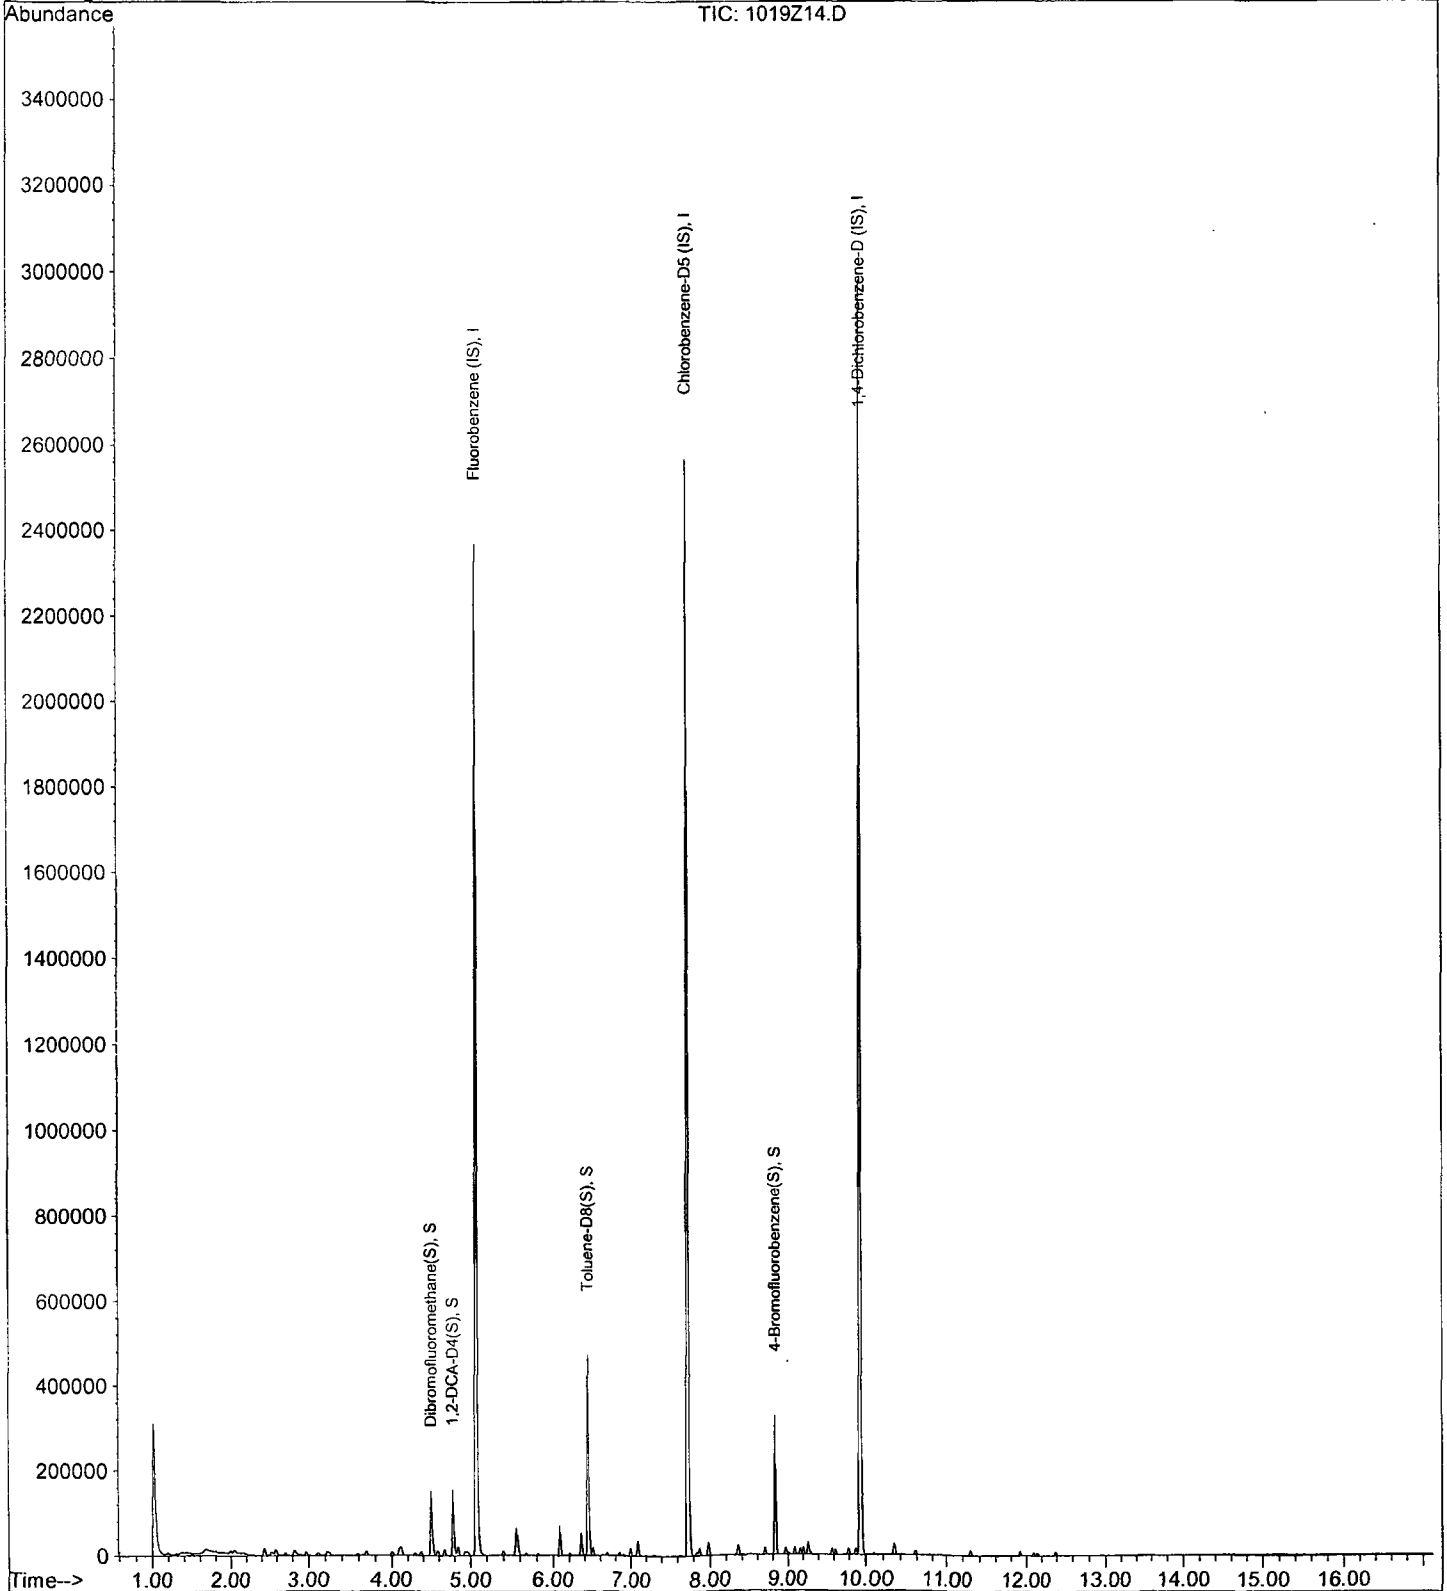 Abundance
TIC: 1019Z14.D
3400000
3200000
3000000
2800000
2600000
2400000
2200000
2000000
1800000
1600000
1400000
1200000
1000000
800000
600000
400000
200000
0
Dibromofluoromethane(S), S
1,2-DCA-D4(S), S
Fluorobenzene (IS), I
Toluene-D8(S), S
Chlorobenzene-D5 (IS), I
4-Bromofluorobenzene(S), S
1,4-Dichlorobenzene-D (IS), I
Time--> 1.00 2.00 3.00 4.00 5.00 6.00 7.00 8.00 9.00 10.00 11.00 12.00 13.00 14.00 15.00 16.00